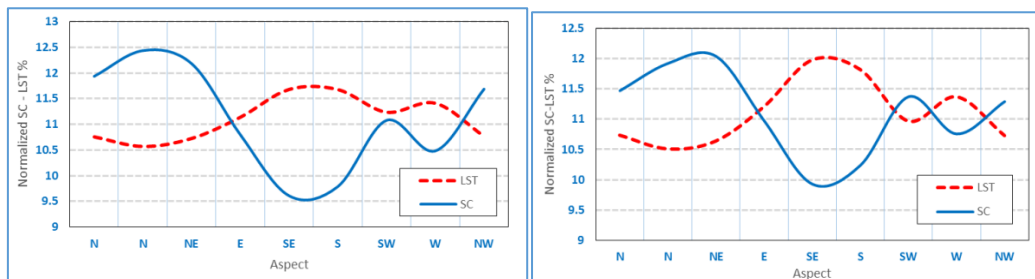 13
12.5
12
11.5
11
10.5
10
9.5
9
Normalized SC - LST %
LST
SC
N N NE E SE S SW W NW
Aspect
12.5
12
11.5
11
10.5
10
9.5
9
Normalized SC-LST %
LST
SC
N N NE E SE S SW W NW
Aspect